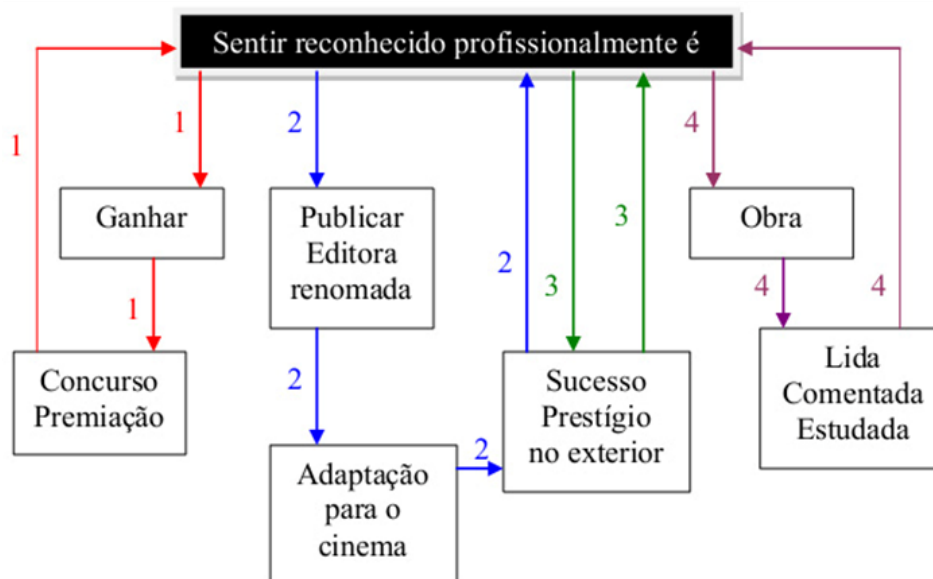 Sentir reconhecido profissionalmente é
1
1
2
4
Ganhar
Publicar
Editora
renomada
2
3
3
Obra
1
4
4
Concurso
Premiação
2
Sucesso
Prestígio
no exterior
Lida
Comentada
Estudada
Adaptação
para o
cinema
2